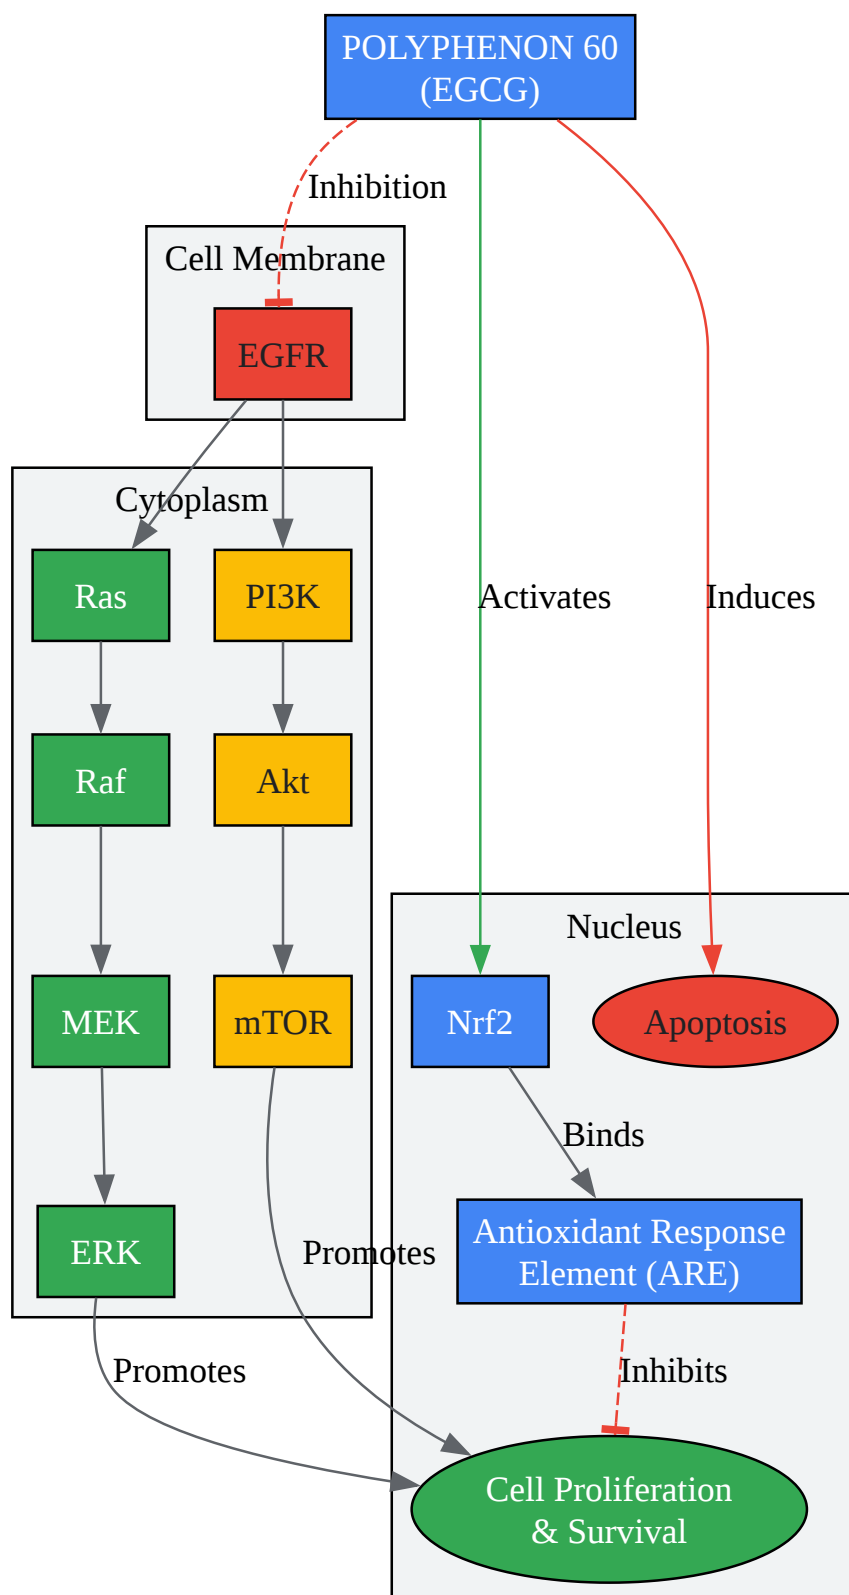 POLYPHENON 60
(EGCG)
Inhibition
Cell Membrane
EGFR
Cytoplasm
Ras
PI3K
Activates
Induces
Raf
Akt
Nucleus
MEK
mTOR
Nrf2
Apoptosis
Binds
ERK
Promotes
Antioxidant Response
Element (ARE)
Promotes
Inhibits
Cell Proliferation
& Survival